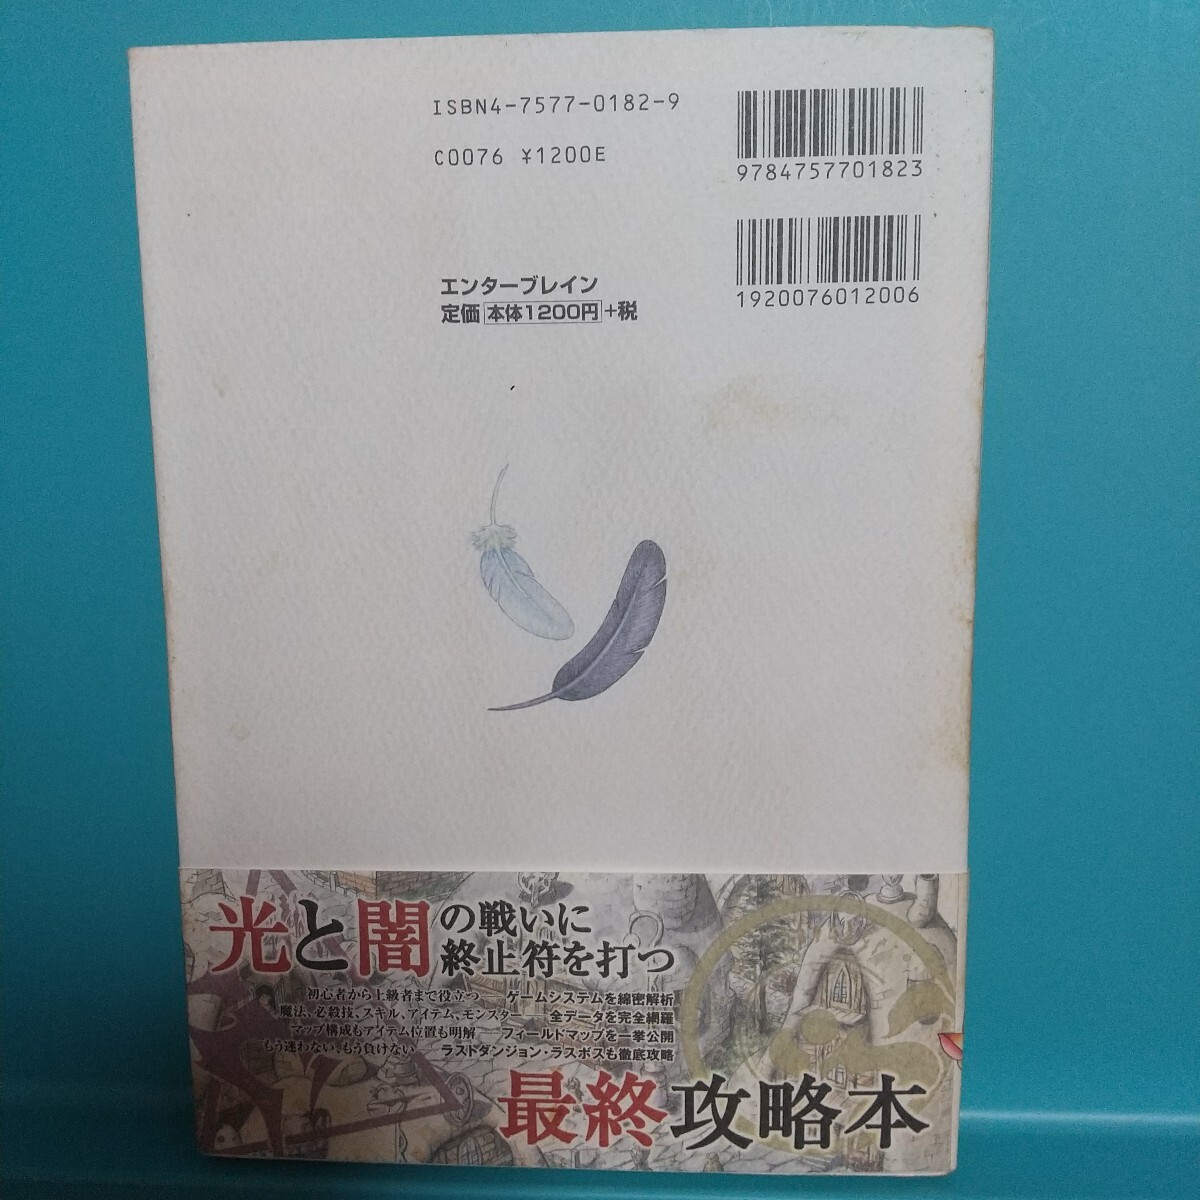 ISBN4-7577-0182-9
C0076 ¥1200E
9784757701823
1920076012006
エンターブレイン
定価 本体1200円 +税
光と闇の戦いに
終止符を打つ
初心者から上級者まで役立つ──ゲームシステムを綿密解析
魔法、必殺技、スキル、アイテム、モンスター──全データを完全網羅
マップ構成もアイテム位置も明解──フィールドマップを一挙公開
もう迷わない、もう負けない──ラストダンジョン・ラスボスも徹底攻略
最終攻略本